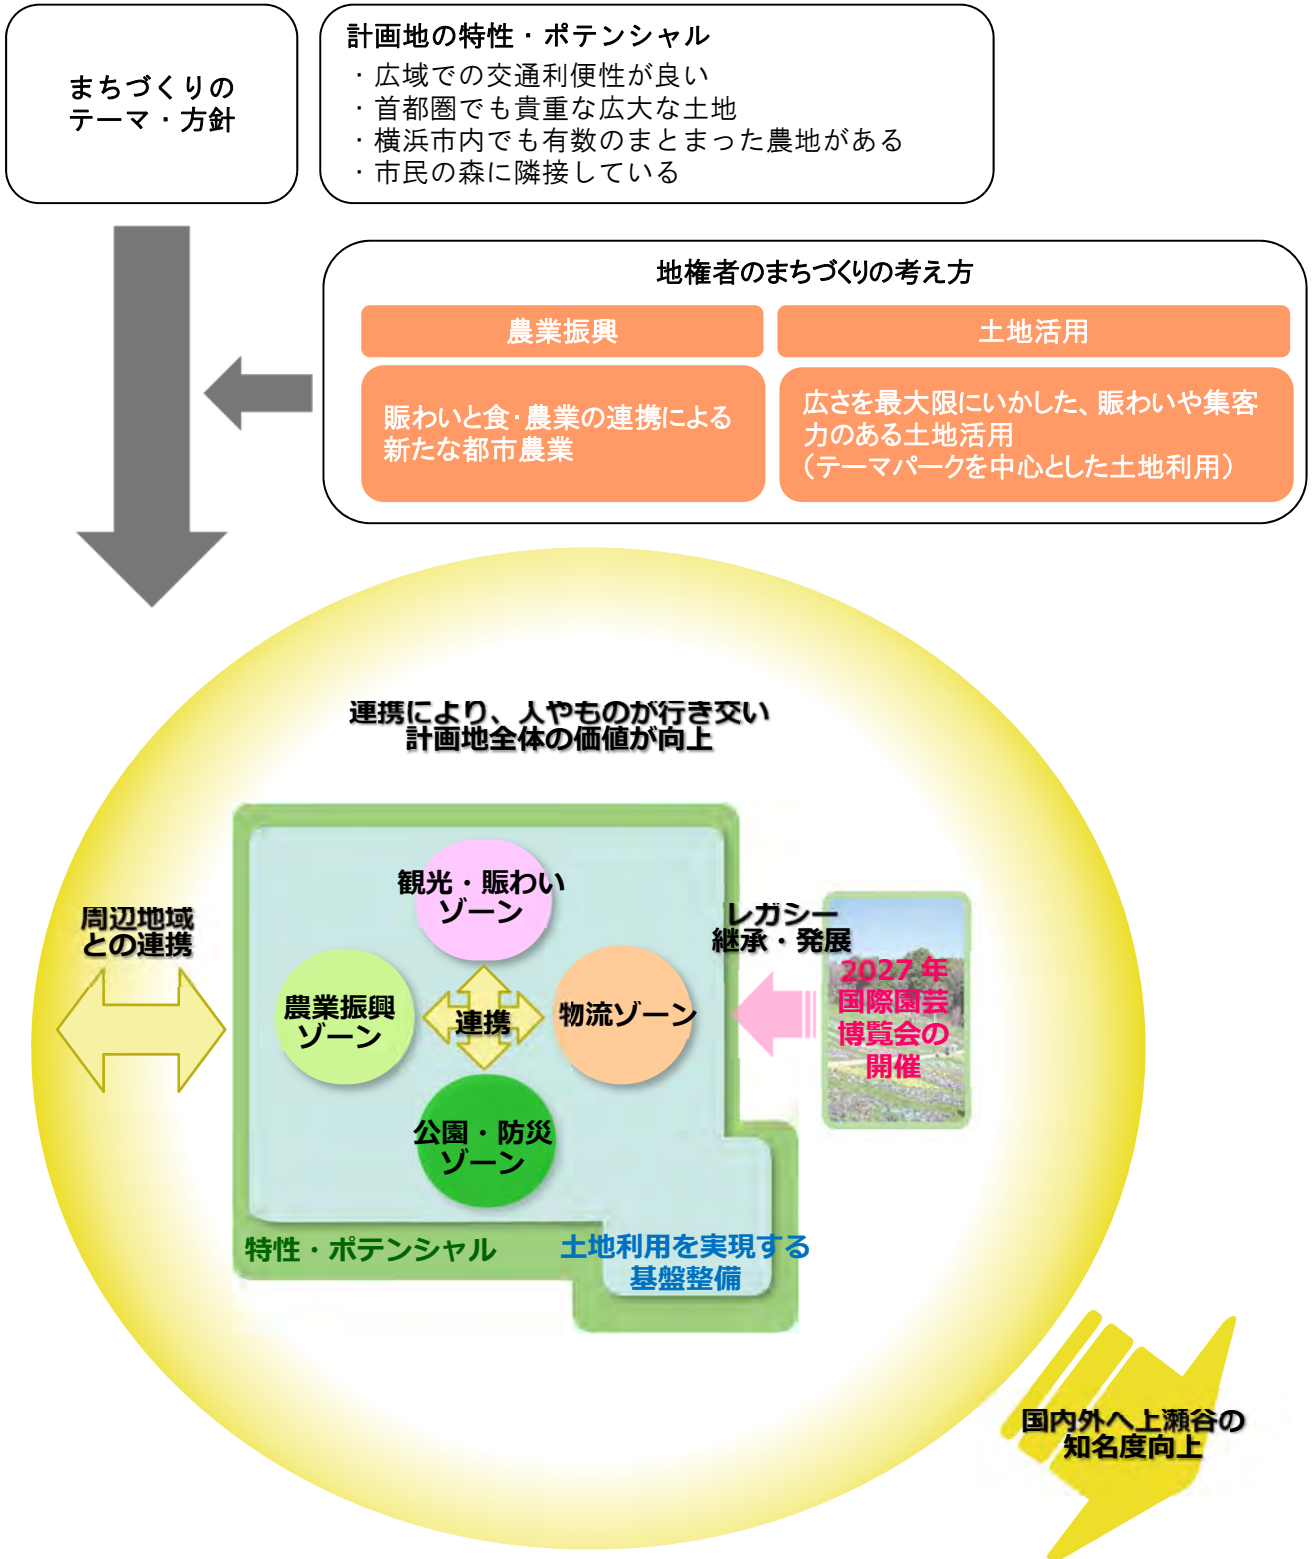 まちづくりの
テーマ・方針
計画地の特性・ポテンシャル
・広域での交通利便性が良い
・首都圏でも貴重な広大な土地
・横浜市内でも有数のまとまった農地がある
・市民の森に隣接している
地権者のまちづくりの考え方
農業振興
土地活用
賑わいと食・農業の連携による
新たな都市農業
広さを最大限にいかした、賑わいや集客
力のある土地活用
（テーマパークを中心とした土地利用）
連携により、人やものが行き交い
計画地全体の価値が向上
周辺地域
との連携
観光・賑わい
ゾーン
農業振興
ゾーン
連携
物流ゾーン
公園・防災
ゾーン
レガシー
継承・発展
2027 年
国際園芸
博覧会の
開催
特性・ポテンシャル
土地利用を実現する
基盤整備
国内外へ上瀬谷の
知名度向上